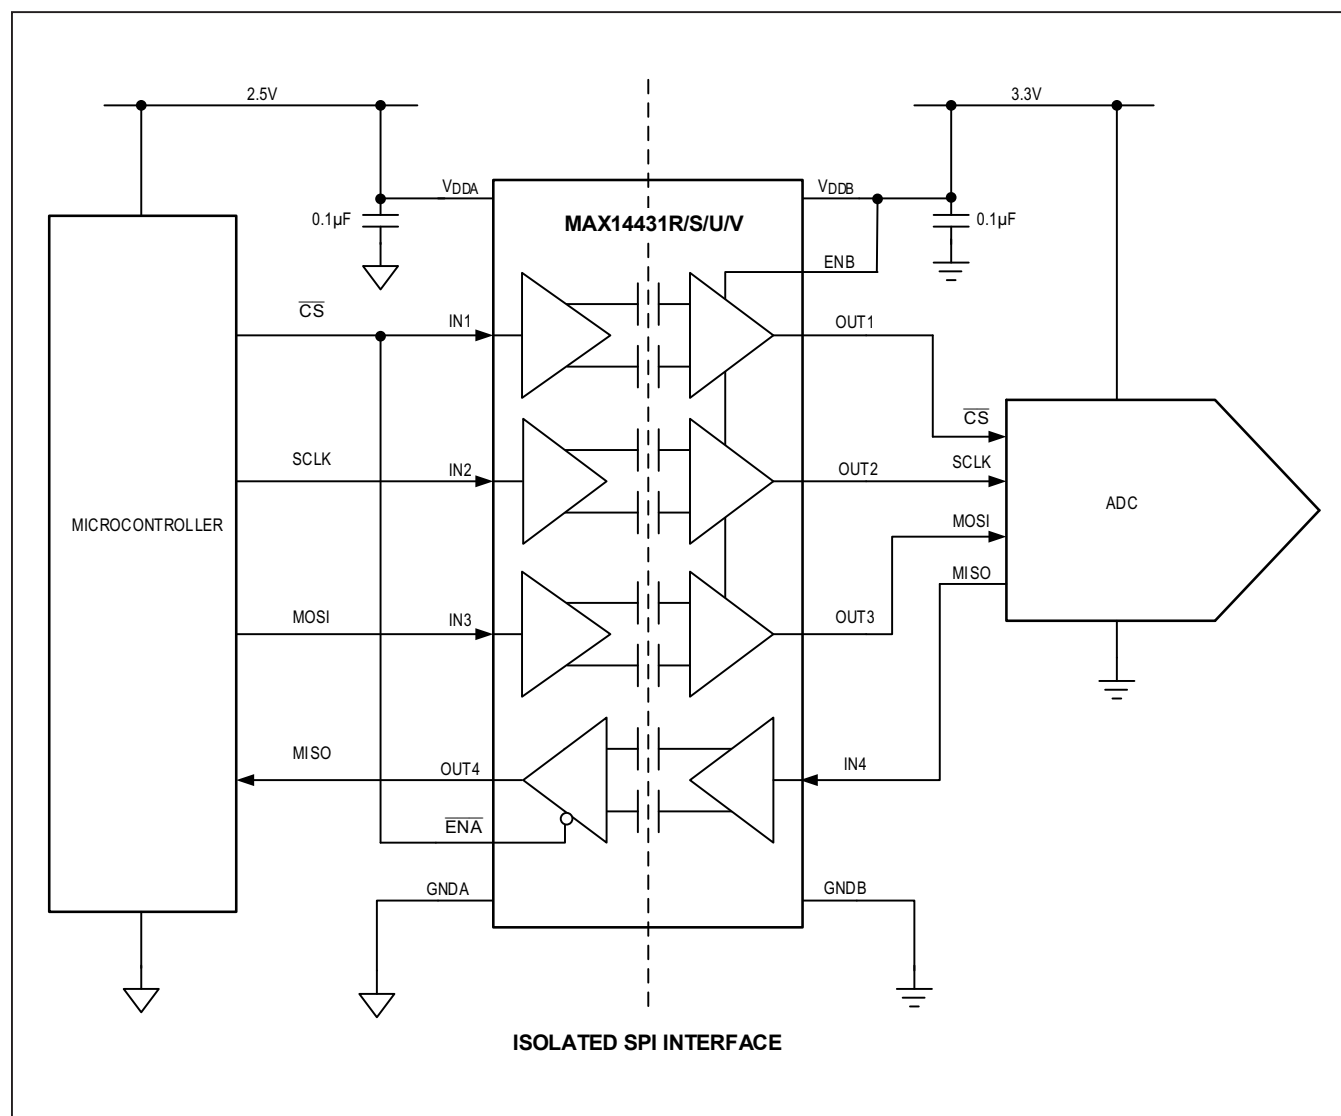 2.5V
3.3V
VDDA
VDDB
0.1µF
MAX14431R/S/U/V
0.1µF
ENB
CS
IN1
OUT1
CS
SCLK
IN2
OUT2
SCLK
MICROCONTROLLER
ADC
MOSI
MISO
MOSI
IN3
OUT3
MISO
OUT4
IN4
ENA
GNDA
GNDB
ISOLATED SPI INTERFACE